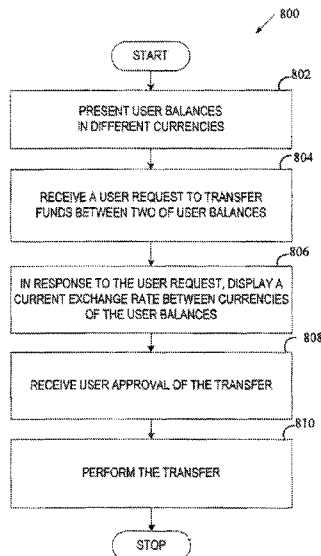 800
START
802
PRESENT USER BALANCES
IN DIFFERENT CURRENCIES
804
RECEIVE A USER REQUEST TO TRANSFER
FUNDS BETWEEN TWO OF USER BALANCES
806
IN RESPONSE TO THE USER REQUEST, DISPLAY A
CURRENT EXCHANGE RATE BETWEEN CURRENCIES
OF THE USER BALANCES
808
RECEIVE USER APPROVAL OF THE TRANSFER
810
PERFORM THE TRANSFER
STOP